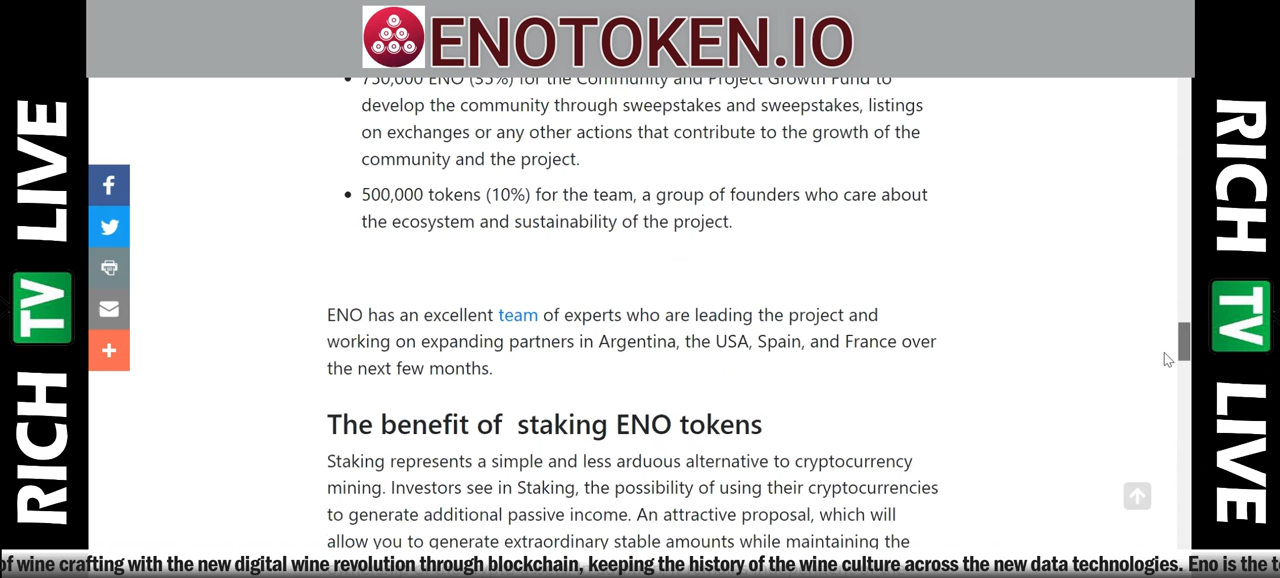 ENOTOKEN.IO
750,000 ENO (35%) for the Community and Project Growth Fund to
develop the community through sweepstakes and sweepstakes, listings
on exchanges or any other actions that contribute to the growth of the
community and the project.
500,000 tokens (10%) for the team, a group of founders who care about
the ecosystem and sustainability of the project.
ENO has an excellent team of experts who are leading the project and
working on expanding partners in Argentina, the USA, Spain, and France over
the next few months.
The benefit of staking ENO tokens
Staking represents a simple and less arduous alternative to cryptocurrency
mining. Investors see in Staking, the possibility of using their cryptocurrencies
to generate additional passive income. An attractive proposal, which will
allow you to generate extraordinary stable amounts while maintaining the
RICH TV LIVE
RICH TV LIVE
of wine crafting with the new digital wine revolution through blockchain, keeping the history of the wine culture across the new data technologies. Eno is the